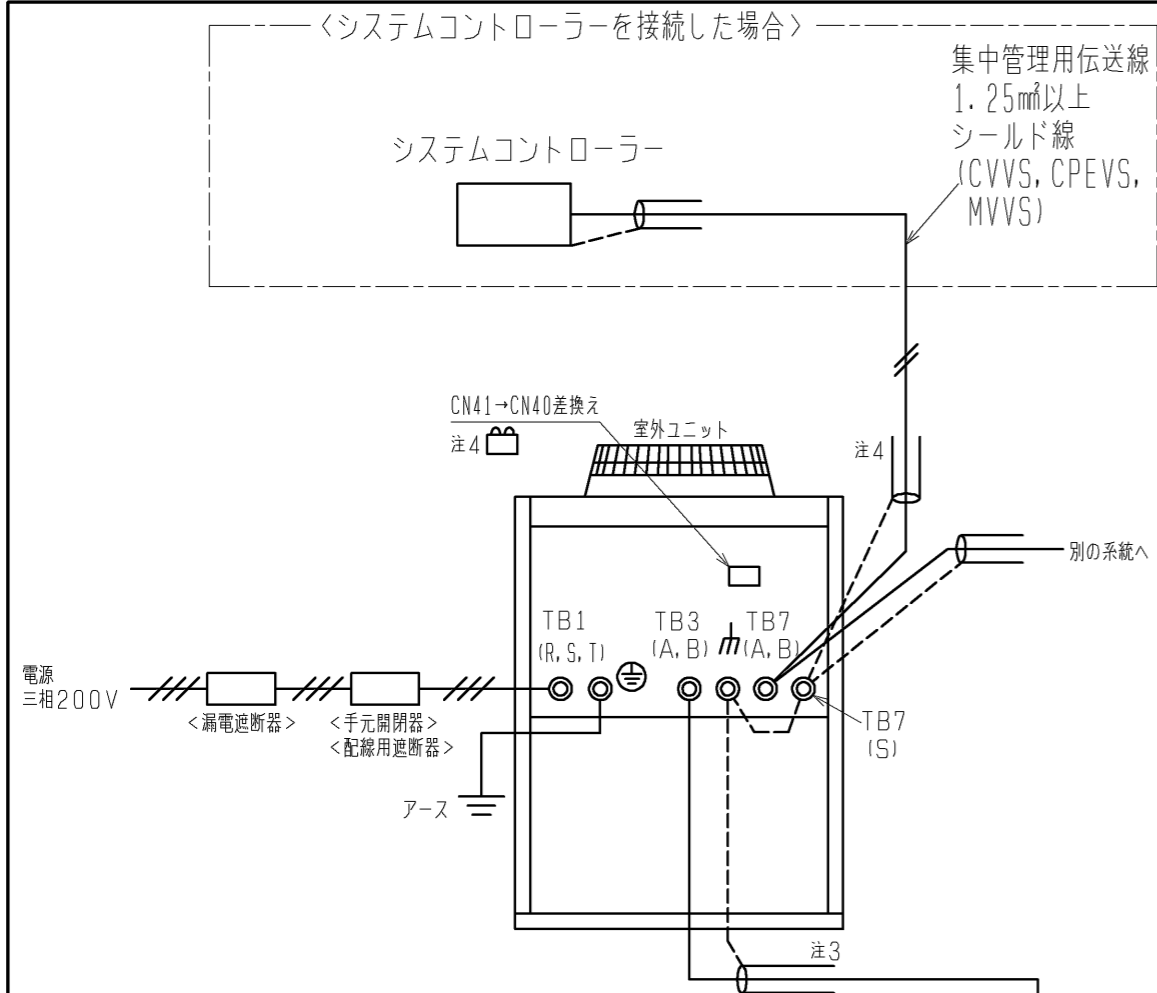 〈システムコントローラーを接続した場合〉
集中管理用伝送線
1.25㎟以上
シールド線
(CVVS, CPEVS,
MVVS)
システムコントローラー
CN41→CN40差換え
注4
室外ユニット
注4
別の系統へ
TB1
(R, S, T)
TB3
(A, B)
TB7
(A, B)
電源
三相200V
<漏電遮断器>
<手元開閉器>
<配線用遮断器>
TB7
(S)
アース
注3